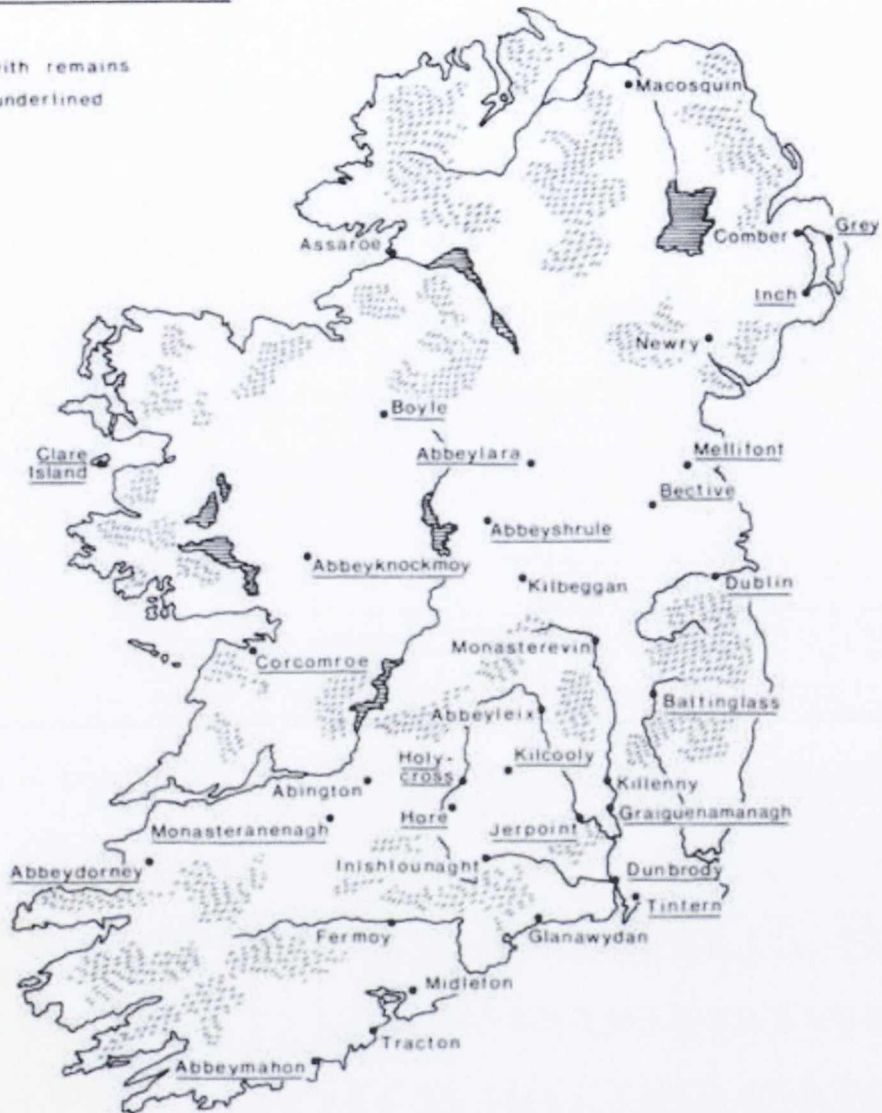 with remains
underlined
Macosquin
Comber
Grey
Assaroe
Inch
Newry
Boyle
Clare
Island
Abbeylara
Mellifont
Bective
Abbeyshrule
Abbeyknockmoy
Kilbeggan
Dublin
Monasterevin
Corcomroe
Baltinglass
Abbeyleix
Holy-
cross
Kilcooly
Abington
Killenny
Hore
Graiguenamanagh
Monasteranenagh
Jerpoint
Abbeydorney
Inishlounaght
Dunbrody
Tintern
Fermoy
Glanawydan
Midleton
Tracton
Abbeymahon